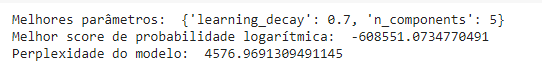 Melhores parâmetros:  {'learning_decay': 0.7, 'n_components': 5}
Melhor score de probabilidade logarítmica:  -608551.0734770491
Perplexidade do modelo:  4576.9691309491145